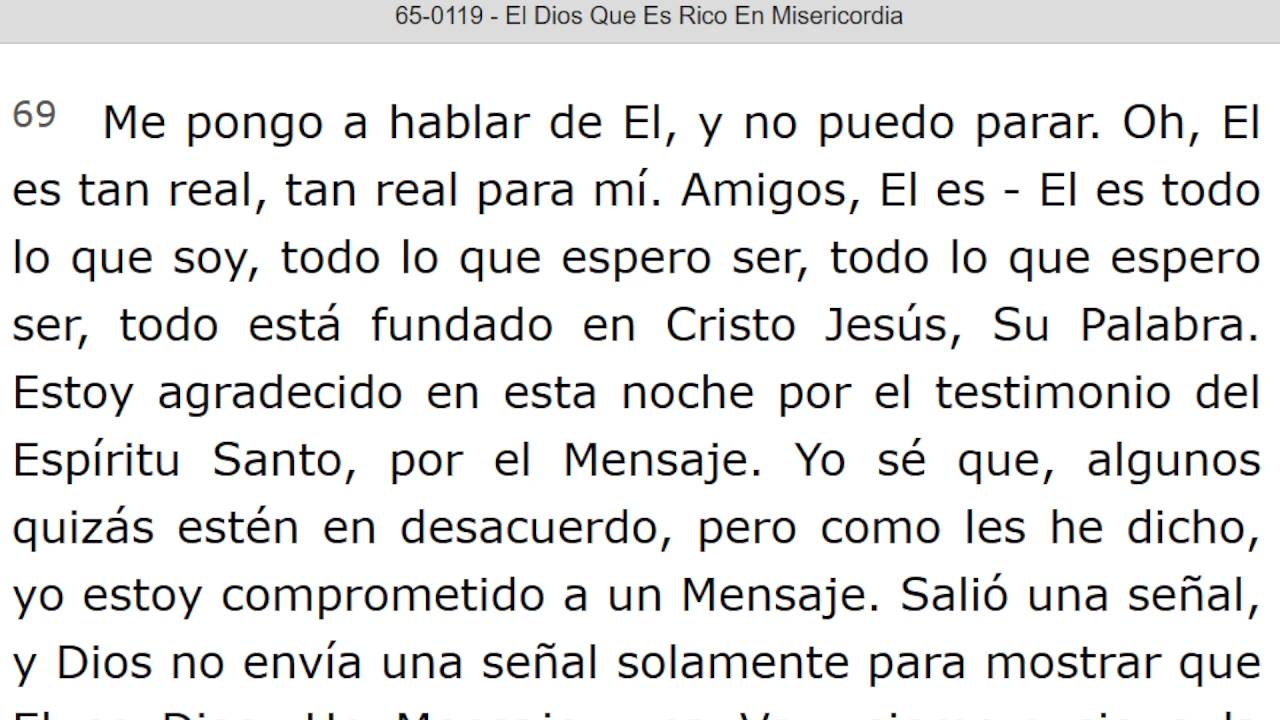 65-0119 - El Dios Que Es Rico En Misericordia
69 Me pongo a hablar de El, y no puedo parar. Oh, El
es tan real, tan real para mí. Amigos, El es - El es todo
lo que soy, todo lo que espero ser, todo lo que espero
ser, todo está fundado en Cristo Jesús, Su Palabra.
Estoy agradecido en esta noche por el testimonio del
Espíritu Santo, por el Mensaje. Yo sé que, algunos
quizás estén en desacuerdo, pero como les he dicho,
yo estoy comprometido a un Mensaje. Salió una señal,
y Dios no envía una señal solamente para mostrar que